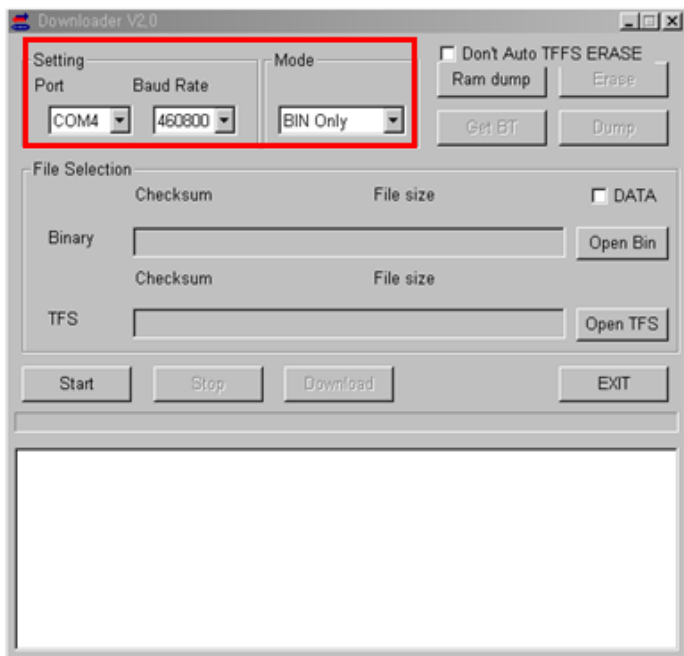 Downloader V2.0
Setting
Mode
Don't Auto TFFS ERASE
Port
Baud Rate
Ram dump
Erase
COM4
460800
BIN Only
Get BT
Dump
File Selection
Checksum
File size
DATA
Binary
Open Bin
Checksum
File size
TFS
Open TFS
Start
Stop
Download
EXIT